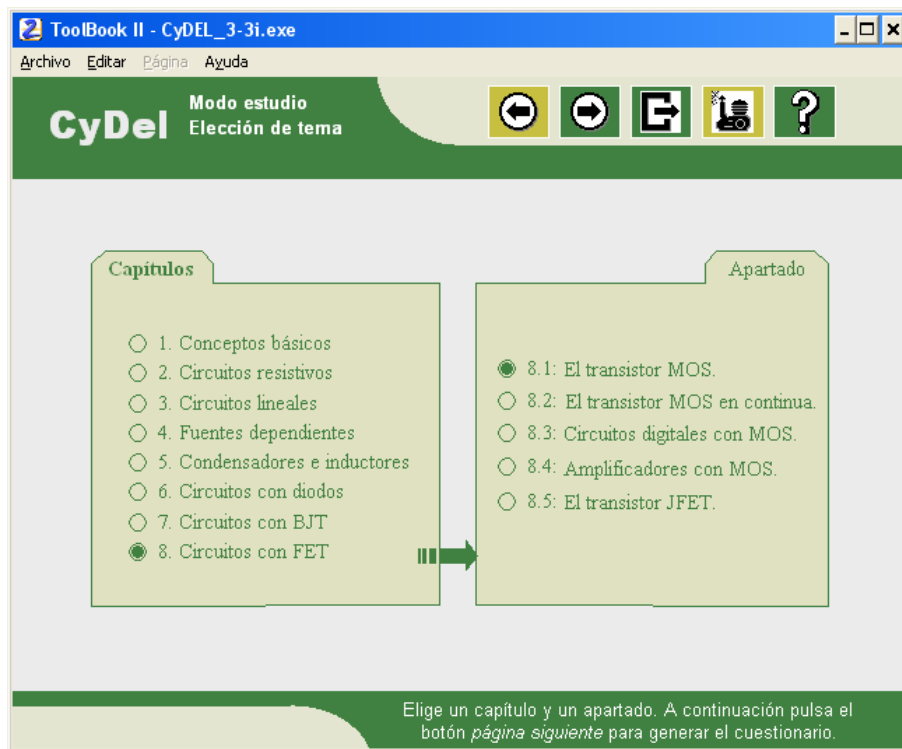 ToolBook II - CyDEL_3-3i.exe
Archivo Editar Página Ayuda
CyDel
Modo estudio
Elección de tema
Capítulos
1. Conceptos básicos
2. Circuitos resistivos
3. Circuitos lineales
4. Fuentes dependientes
5. Condensadores e inductores
6. Circuitos con diodos
7. Circuitos con BJT
8. Circuitos con FET
Apartado
8.1: El transistor MOS.
8.2: El transistor MOS en continua.
8.3: Circuitos digitales con MOS.
8.4: Amplificadores con MOS.
8.5: El transistor JFET.
Elige un capítulo y un apartado. A continuación pulsa el
botón página siguiente para generar el cuestionario.